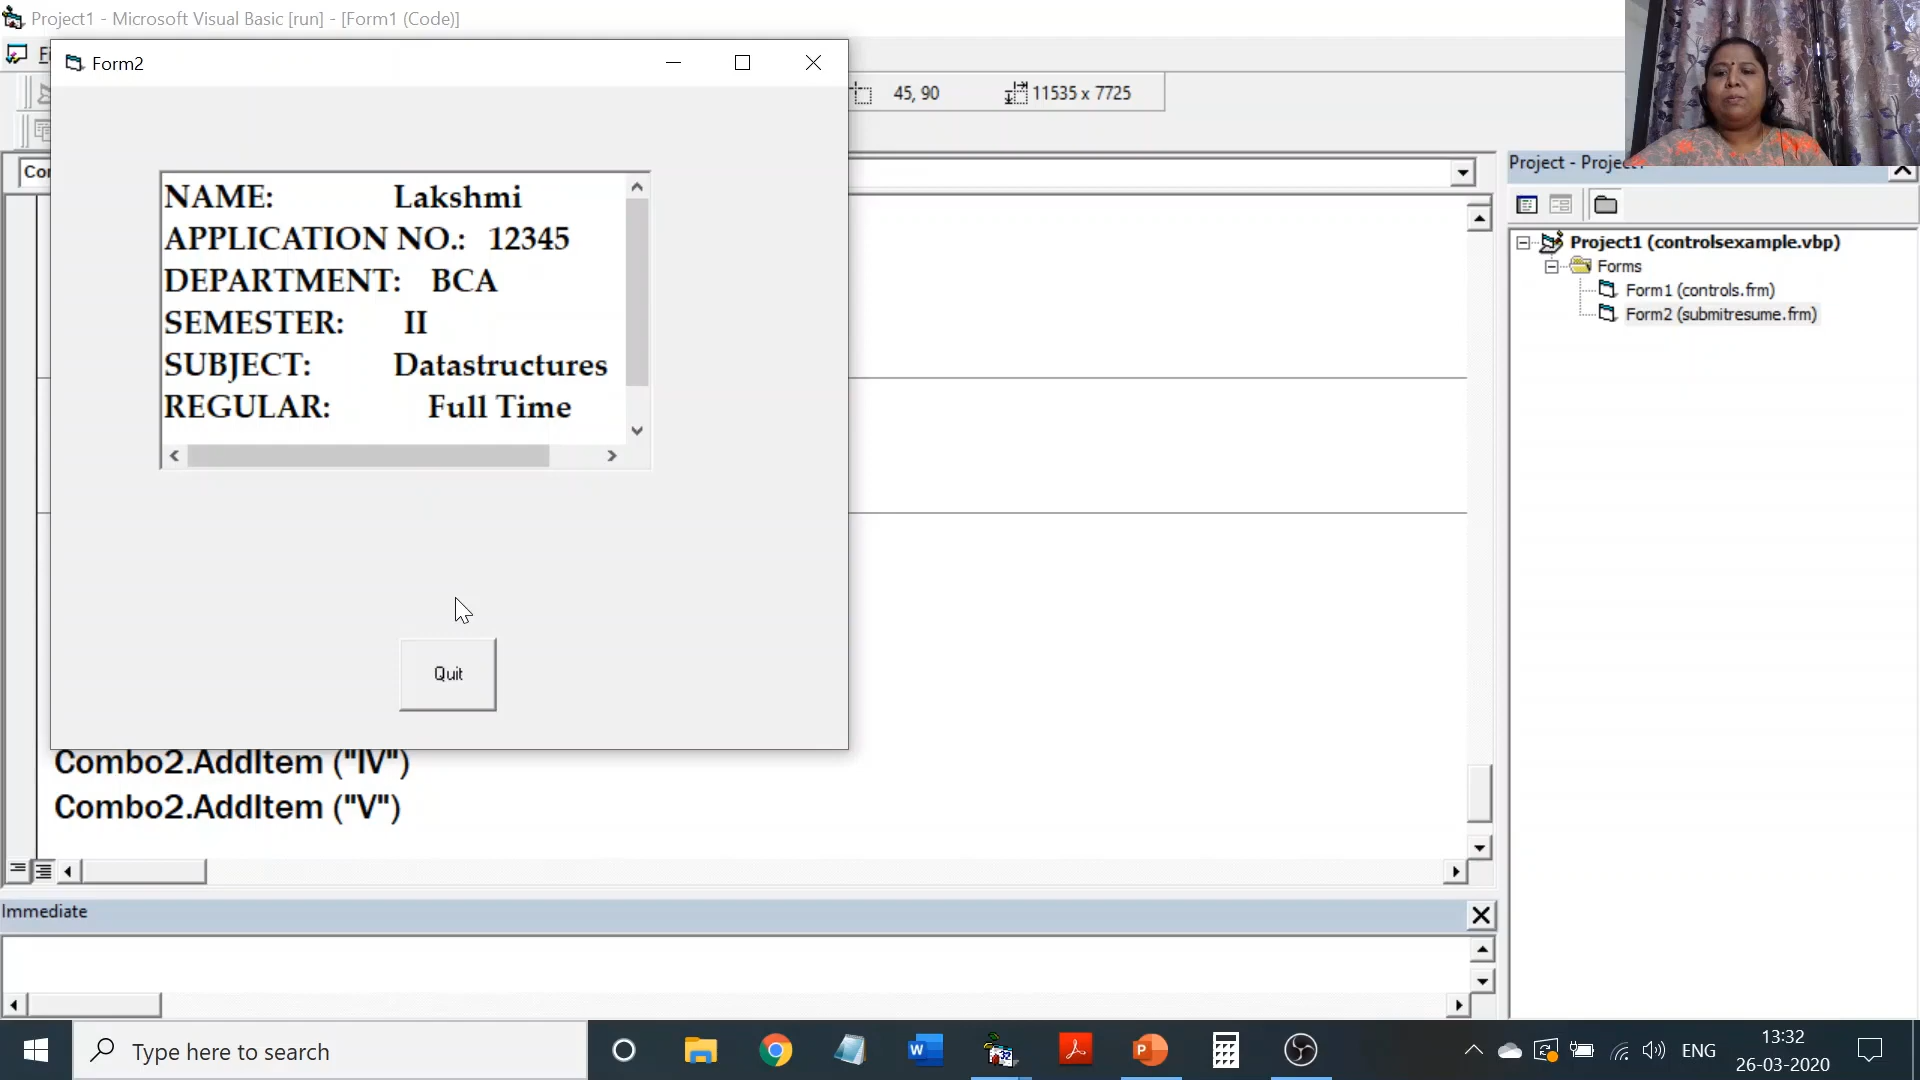 Project1 - Microsoft Visual Basic [run] - [Form1 (Code)]
Form2
45, 90
11535 x 7725
NAME: Lakshmi
APPLICATION NO.: 12345
DEPARTMENT: BCA
SEMESTER: II
SUBJECT: Datastructures
REGULAR: Full Time
Quit
Combo2.AddItem ("IV")
Combo2.AddItem ("V")
Immediate
Project1 (controlsexample.vbp)
Forms
Form1 (controls.frm)
Form2 (submitresume.frm)
Type here to search
ENG
13:32
26-03-2020